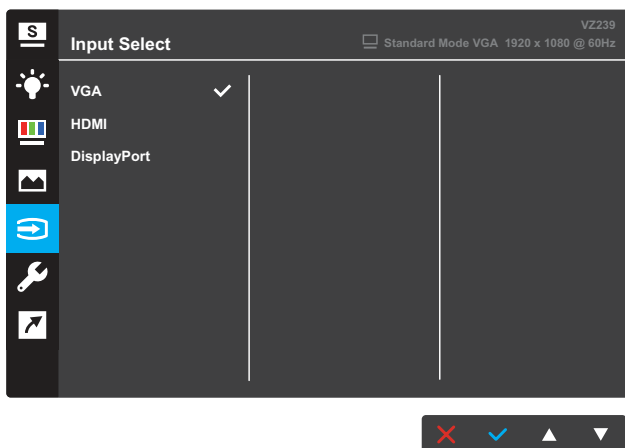 S
VZ239
Input Select
Standard Mode VGA 1920 x 1080 @ 60Hz
VGA
HDMI
DisplayPort